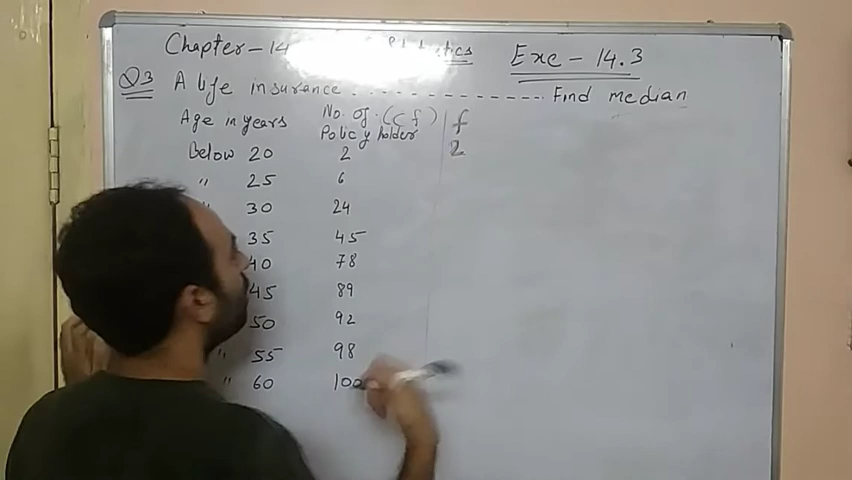 Chapter-14 Exe-14.3
Q3 A life insurance .............. Find median
Age in years No. of. (cf) f
Policy holder
Below 20 2 2
" 25 6
" 30 24
35 45
40 78
45 89
50 92
" 55 98
" 60 100